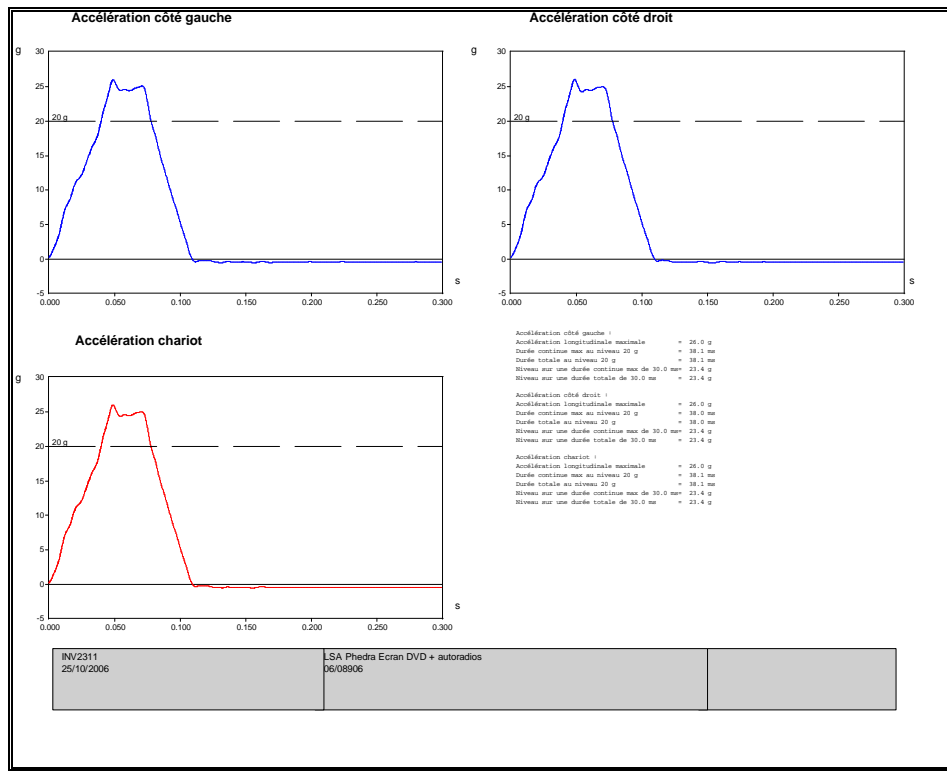 Accélération côté gauche
g
30
25
20 g
20
15
10
5
0
-5
s
0.000 0.050 0.100 0.150 0.200 0.250 0.300
Accélération côté droit
g
30
25
20 g
20
15
10
5
0
-5
s
0.000 0.050 0.100 0.150 0.200 0.250 0.300
Accélération chariot
g
30
25
20 g
20
15
10
5
0
-5
s
0.000 0.050 0.100 0.150 0.200 0.250 0.300
Accélération côté gauche :
Accélération longitudinale maximale = 26.0 g
Durée continue max au niveau 20 g = 38.1 ms
Durée totale au niveau 20 g = 38.1 ms
Niveau sur une durée continue max de 30.0 ms= 23.4 g
Niveau sur une durée totale de 30.0 ms = 23.4 g
Accélération côté droit :
Accélération longitudinale maximale = 26.0 g
Durée continue max au niveau 20 g = 38.0 ms
Durée totale au niveau 20 g = 38.0 ms
Niveau sur une durée continue max de 30.0 ms= 23.4 g
Niveau sur une durée totale de 30.0 ms = 23.4 g
Accélération chariot :
Accélération longitudinale maximale = 26.0 g
Durée continue max au niveau 20 g = 38.1 ms
Durée totale au niveau 20 g = 38.1 ms
Niveau sur une durée continue max de 30.0 ms= 23.4 g
Niveau sur une durée totale de 30.0 ms = 23.4 g
INV2311
25/10/2006
LSA Phedra Ecran DVD + autoradios
06/08906